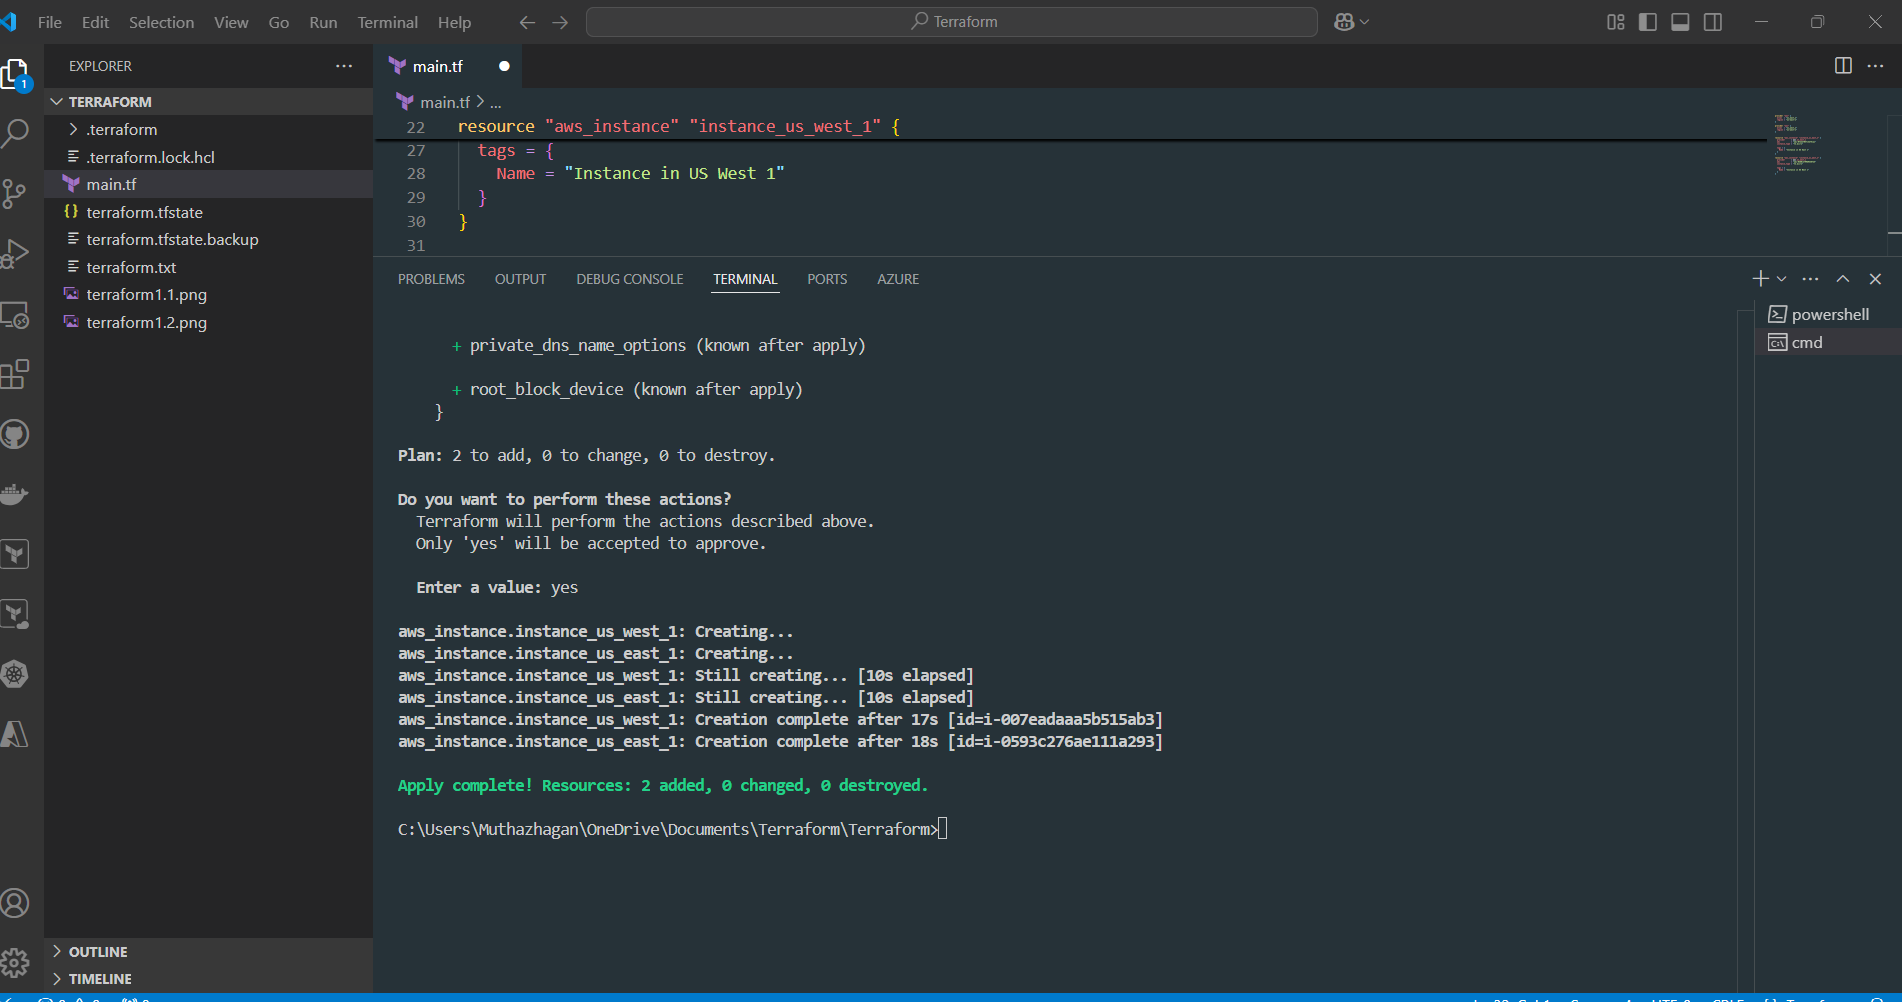 File Edit Selection View Go Run Terminal Help
Terraform
EXPLORER
TERRAFORM
.terraform
.terraform.lock.hcl
main.tf
terraform.tfstate
terraform.tfstate.backup
terraform.txt
terraform1.1.png
terraform1.2.png
OUTLINE
TIMELINE
1
main.tf
main.tf > ...
22 resource "aws_instance" "instance_us_west_1" {
27 tags = {
28 Name = "Instance in US West 1"
29 }
30 }
31
PROBLEMS OUTPUT DEBUG CONSOLE TERMINAL PORTS AZURE
powershell
cmd
+ private_dns_name_options (known after apply)
+ root_block_device (known after apply)
}
Plan: 2 to add, 0 to change, 0 to destroy.
Do you want to perform these actions?
Terraform will perform the actions described above.
Only 'yes' will be accepted to approve.
Enter a value: yes
aws_instance.instance_us_west_1: Creating...
aws_instance.instance_us_east_1: Creating...
aws_instance.instance_us_west_1: Still creating... [10s elapsed]
aws_instance.instance_us_east_1: Still creating... [10s elapsed]
aws_instance.instance_us_west_1: Creation complete after 17s [id=i-007eadaaa5b515ab3]
aws_instance.instance_us_east_1: Creation complete after 18s [id=i-0593c276ae111a293]
Apply complete! Resources: 2 added, 0 changed, 0 destroyed.
C:\Users\Muthazhagan\OneDrive\Documents\Terraform\Terraform>